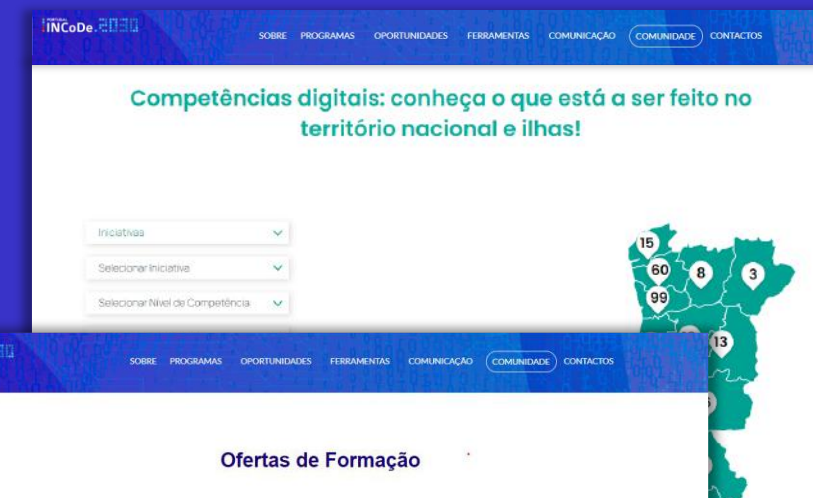 PORTUGAL
INCoDe.2030
SOBRE PROGRAMAS OPORTUNIDADES FERRAMENTAS COMUNICAÇÃO COMUNIDADE CONTACTOS
Competências digitais: conheça o que está a ser feito no
território nacional e ilhas!
Iniciativas
Selecionar Iniciativa
Selecionar Nível de Competência
15
60
8
3
99
13
SOBRE PROGRAMAS OPORTUNIDADES FERRAMENTAS COMUNICAÇÃO COMUNIDADE CONTACTOS
Ofertas de Formação